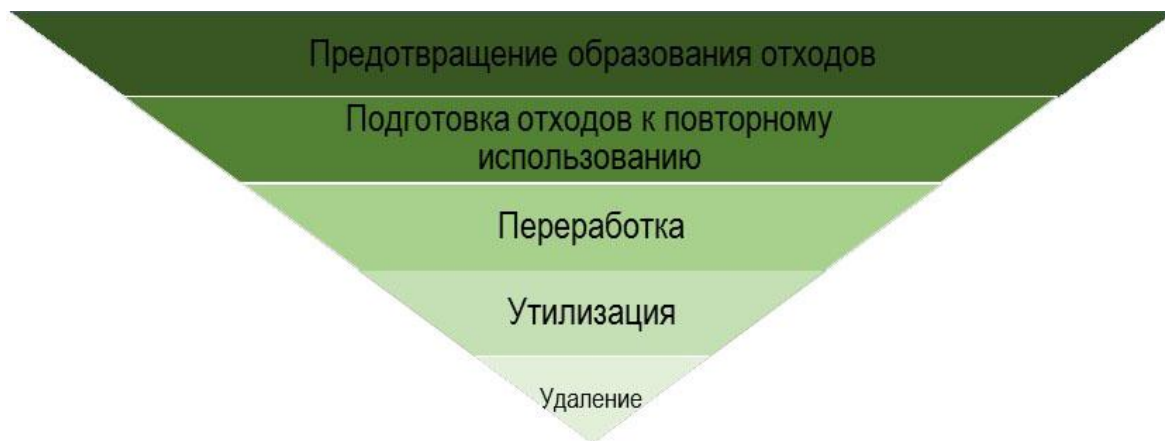 Предотвращение образования отходов
Подготовка отходов к повторному
использованию
Переработка
Утилизация
Удаление